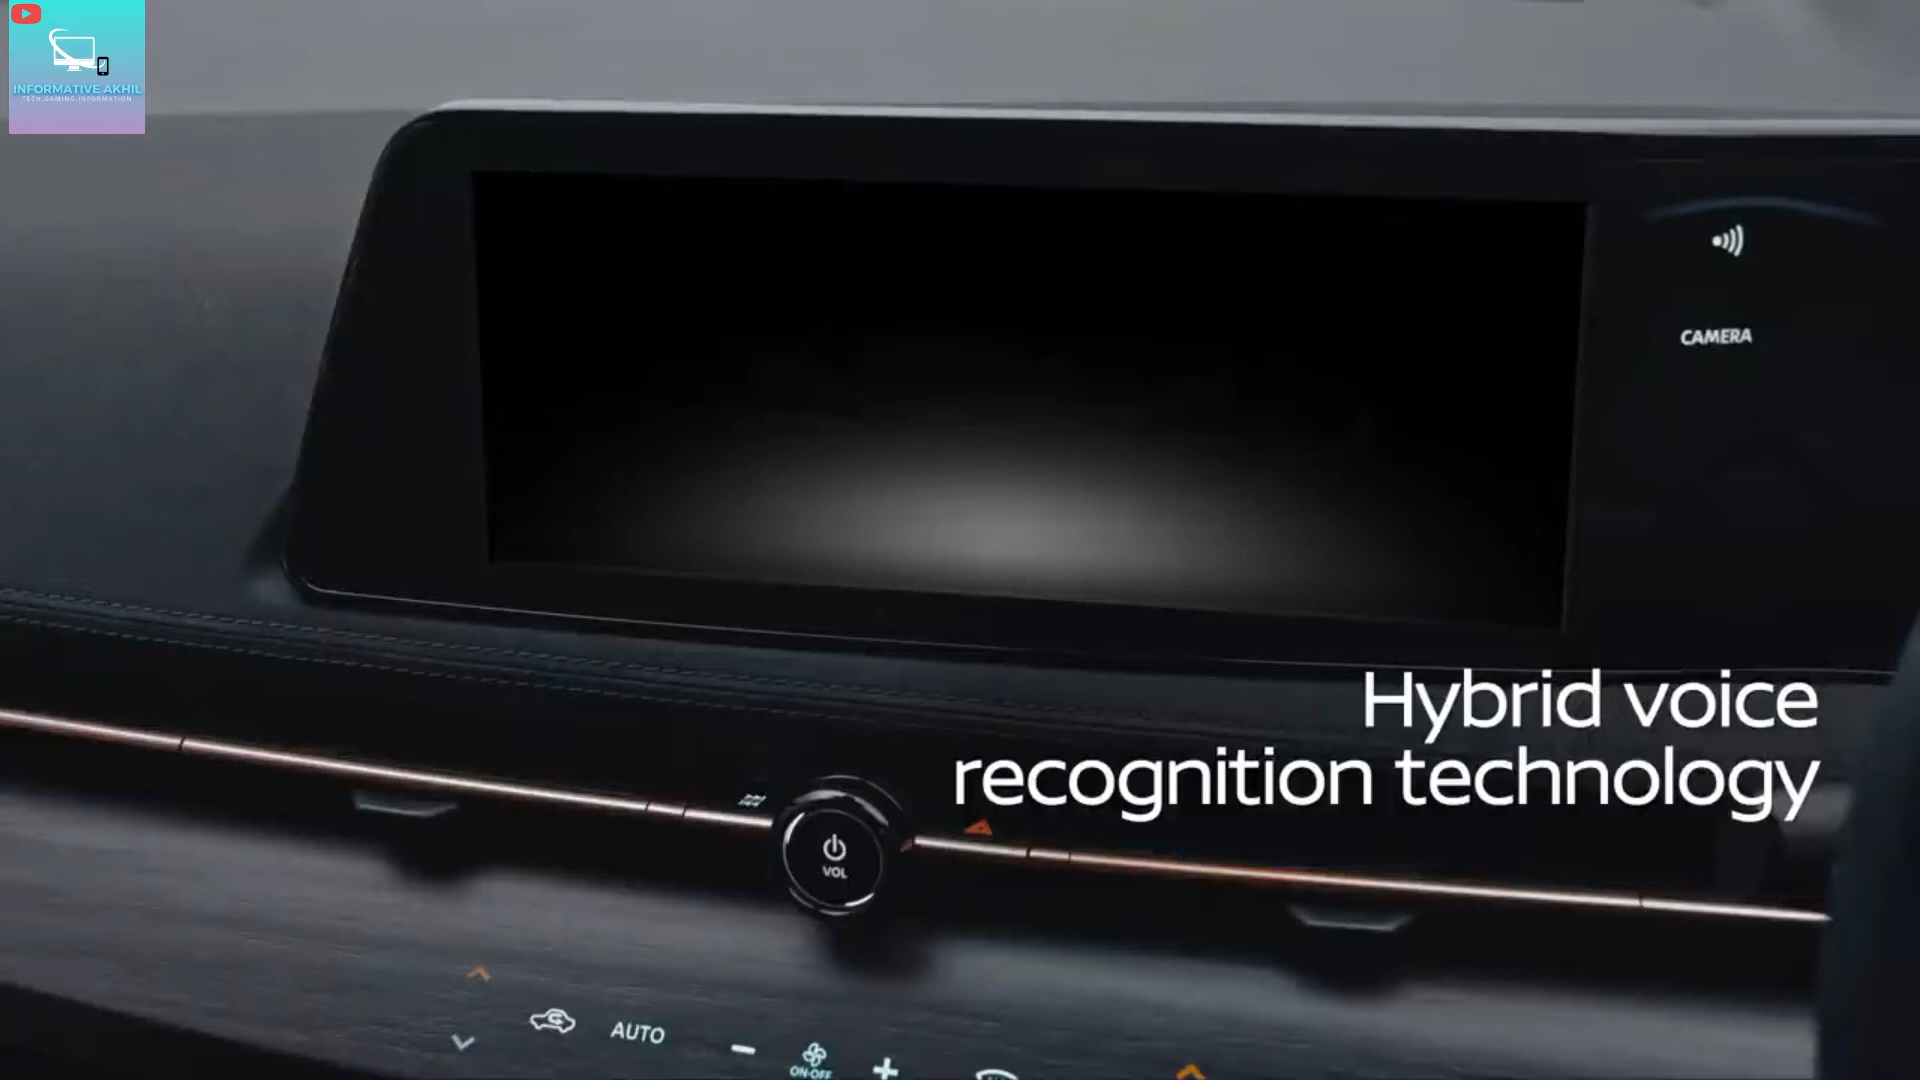 INFORMATIVE AKHIL
TECH,GAMING,INFORMATION
CAMERA
Hybrid voice
recognition technology
VOL
AUTO
ON-OFF